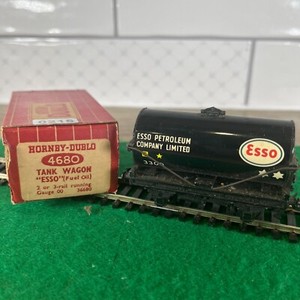 HORNBY-DUBLO
4680
TANK WAGON
"ESSO" (Fuel Oil)
2 or 3-rail running
Gauge 00
ESSO PETROLEUM
COMPANY LIMITED
Esso